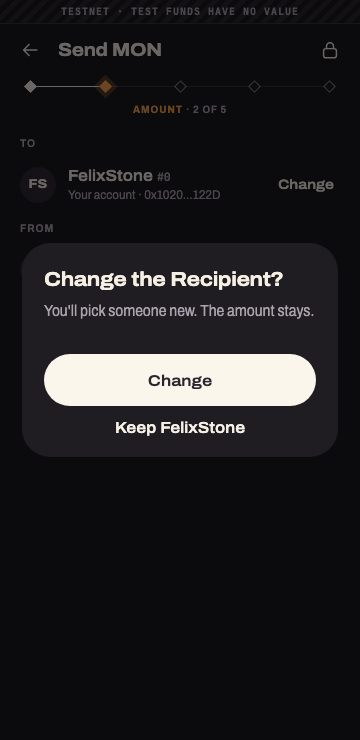 TESTNET · TEST FUNDS HAVE NO VALUE
Send MON
AMOUNT · 2 OF 5
TO
FS
FelixStone #0
Your account · 0x1020...122D
Change
FROM
Change the Recipient?
You'll pick someone new. The amount stays.
Change
Keep FelixStone